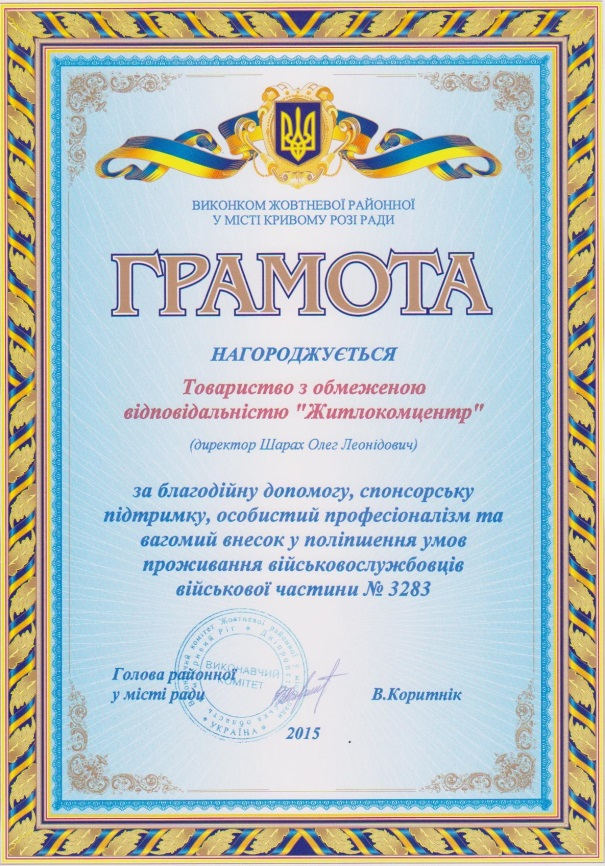 ВИКОНКОМ ЖОВТНЕВОЇ РАЙОННОЇ
У МІСТІ КРИВОМУ РОЗІ РАДИ
ГРАМОТА
НАГОРОДЖУЄТЬСЯ
Товариство з обмеженою
відповідальністю "Житлокомцентр"
(директор Шарах Олег Леонідович)
за благодійну допомогу, спонсорську
підтримку, особистий професіоналізм та
вагомий внесок у поліпшення умов
проживання військовослужбовців
військової частини № 3283
Голова районної
у місті ради
В.Коритнік
ВИКОНАВЧИЙ
КОМІТЕТ
* УКРАЇНА *
2015